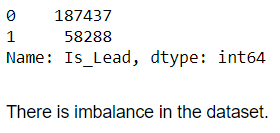 0    187437
1     58288
Name: Is_Lead, dtype: int64
There is imbalance in the dataset.